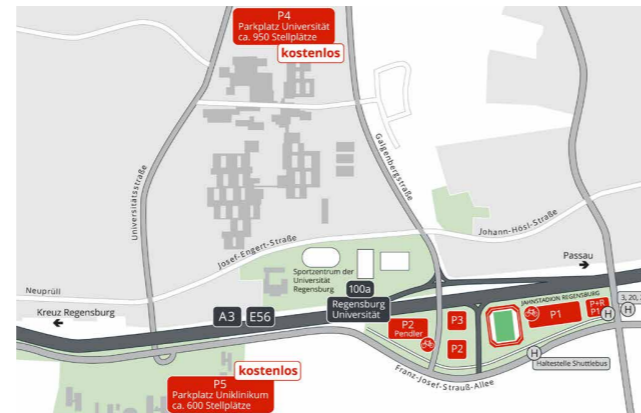 P4
Parkplatz Universität
ca. 950 Stellplätze
kostenlos
Universitätsstraße
Galgenbergstraße
Josef-Engert-Straße
Johann-Hösl-Straße
Sportzentrum der
Universität
Regensburg
100a
Regensburg
Universität
Passau
Neuprüll
Kreuz Regensburg
A3
E56
P2
Pendler
P3
P2
JAHNSTADION REGENSBURG
P1
P+R
P1
3, 20,
H
H
H
Haltestelle Shuttlebus
Franz-Josef-Strauß-Allee
kostenlos
P5
Parkplatz Uniklinikum
ca. 600 Stellplätze